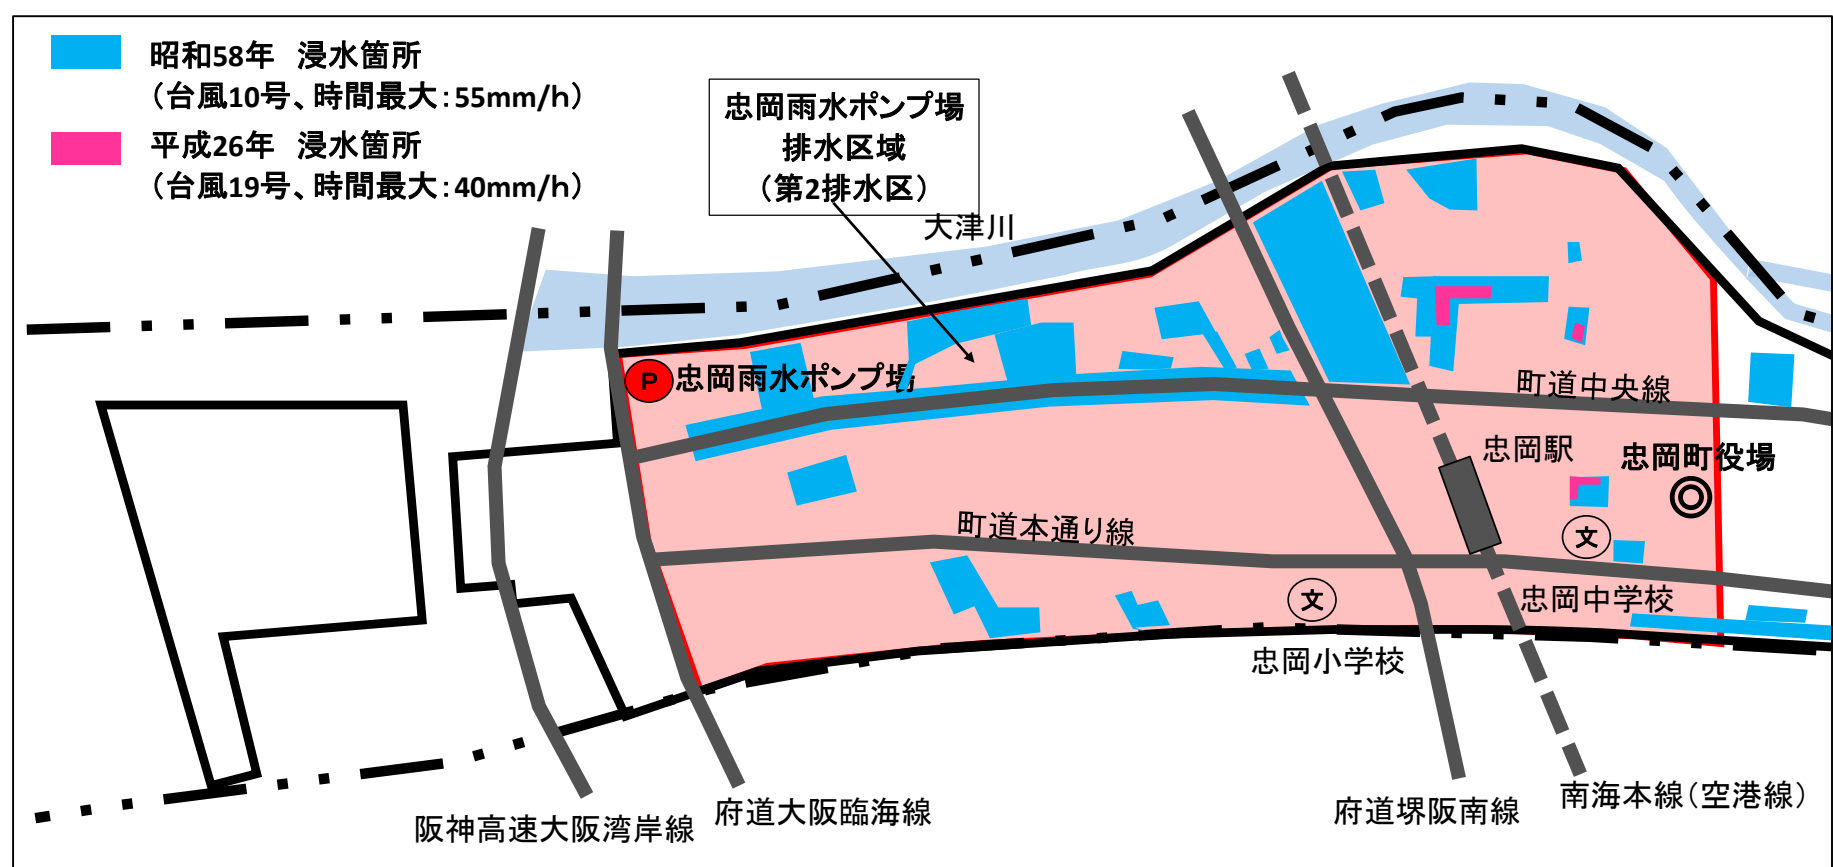 昭和58年　浸水箇所
（台風10号、時間最大：55mm/h）
平成26年　浸水箇所
（台風19号、時間最大：40mm/h）
忠岡雨水ポンプ場
排水区域
（第2排水区）
大津川
P
忠岡雨水ポンプ場
町道中央線
忠岡駅
忠岡町役場
町道本通り線
文
文
忠岡中学校
忠岡小学校
南海本線（空港線）
府道大阪臨海線
府道堺阪南線
阪神高速大阪湾岸線